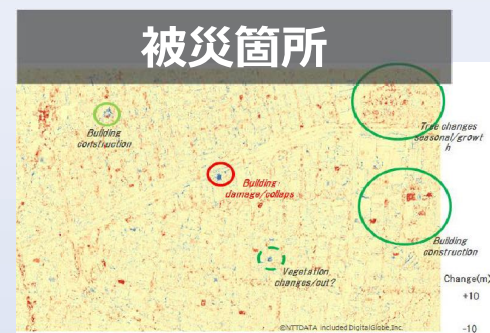 被災箇所
Building
construction
Tree changes
seasonal/growt
h
Building
damage/collaps
e
Building
construction
Vegetation
changes/cut?
Change(m)
+10
-10
©NTTDATA included DigitalGlobe,Inc.